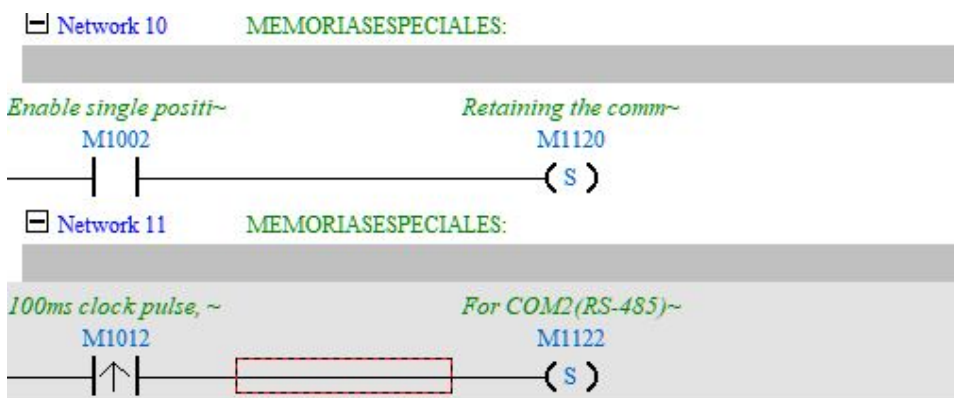 Network 10 MEMORIASESPECIALES:
Enable single positi~ Retaining the comm~
M1002 M1120
S
Network 11 MEMORIASESPECIALES:
100ms clock pulse, ~ For COM2(RS-485)~
M1012 M1122
S